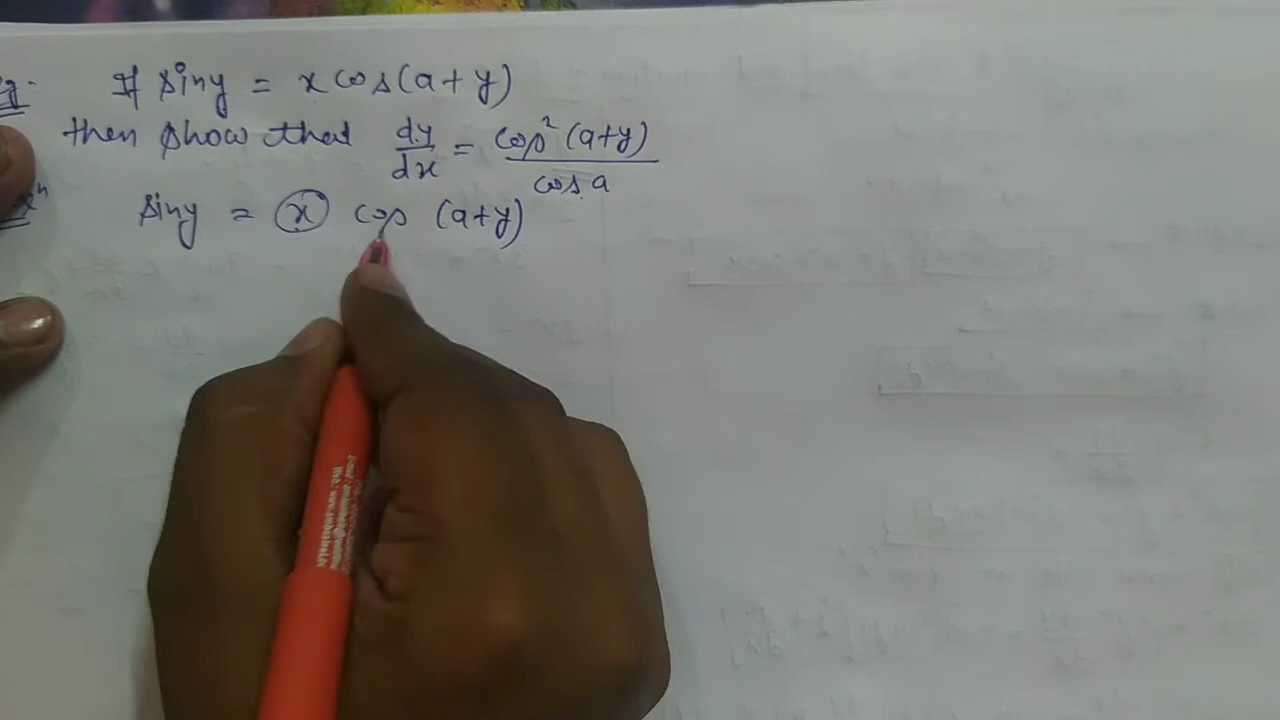 If siny = x cos(a+y)
then show that dy/dx = cos²(a+y)/cos a
siny = x cos (a+y)